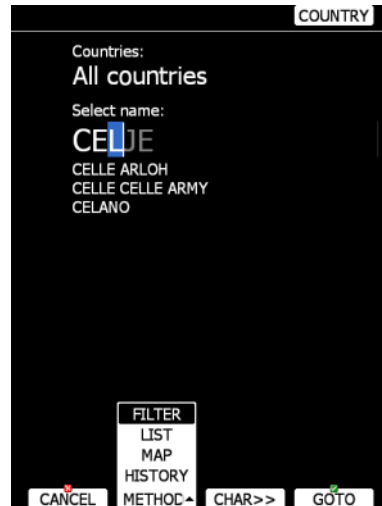 COUNTRY
Countries:
All countries
Select name:
CELJE
CELLE ARLOH
CELLE CELLE ARMY
CELANO
FILTER
LIST
MAP
HISTORY
CANCEL METHOD CHAR>> GOTO